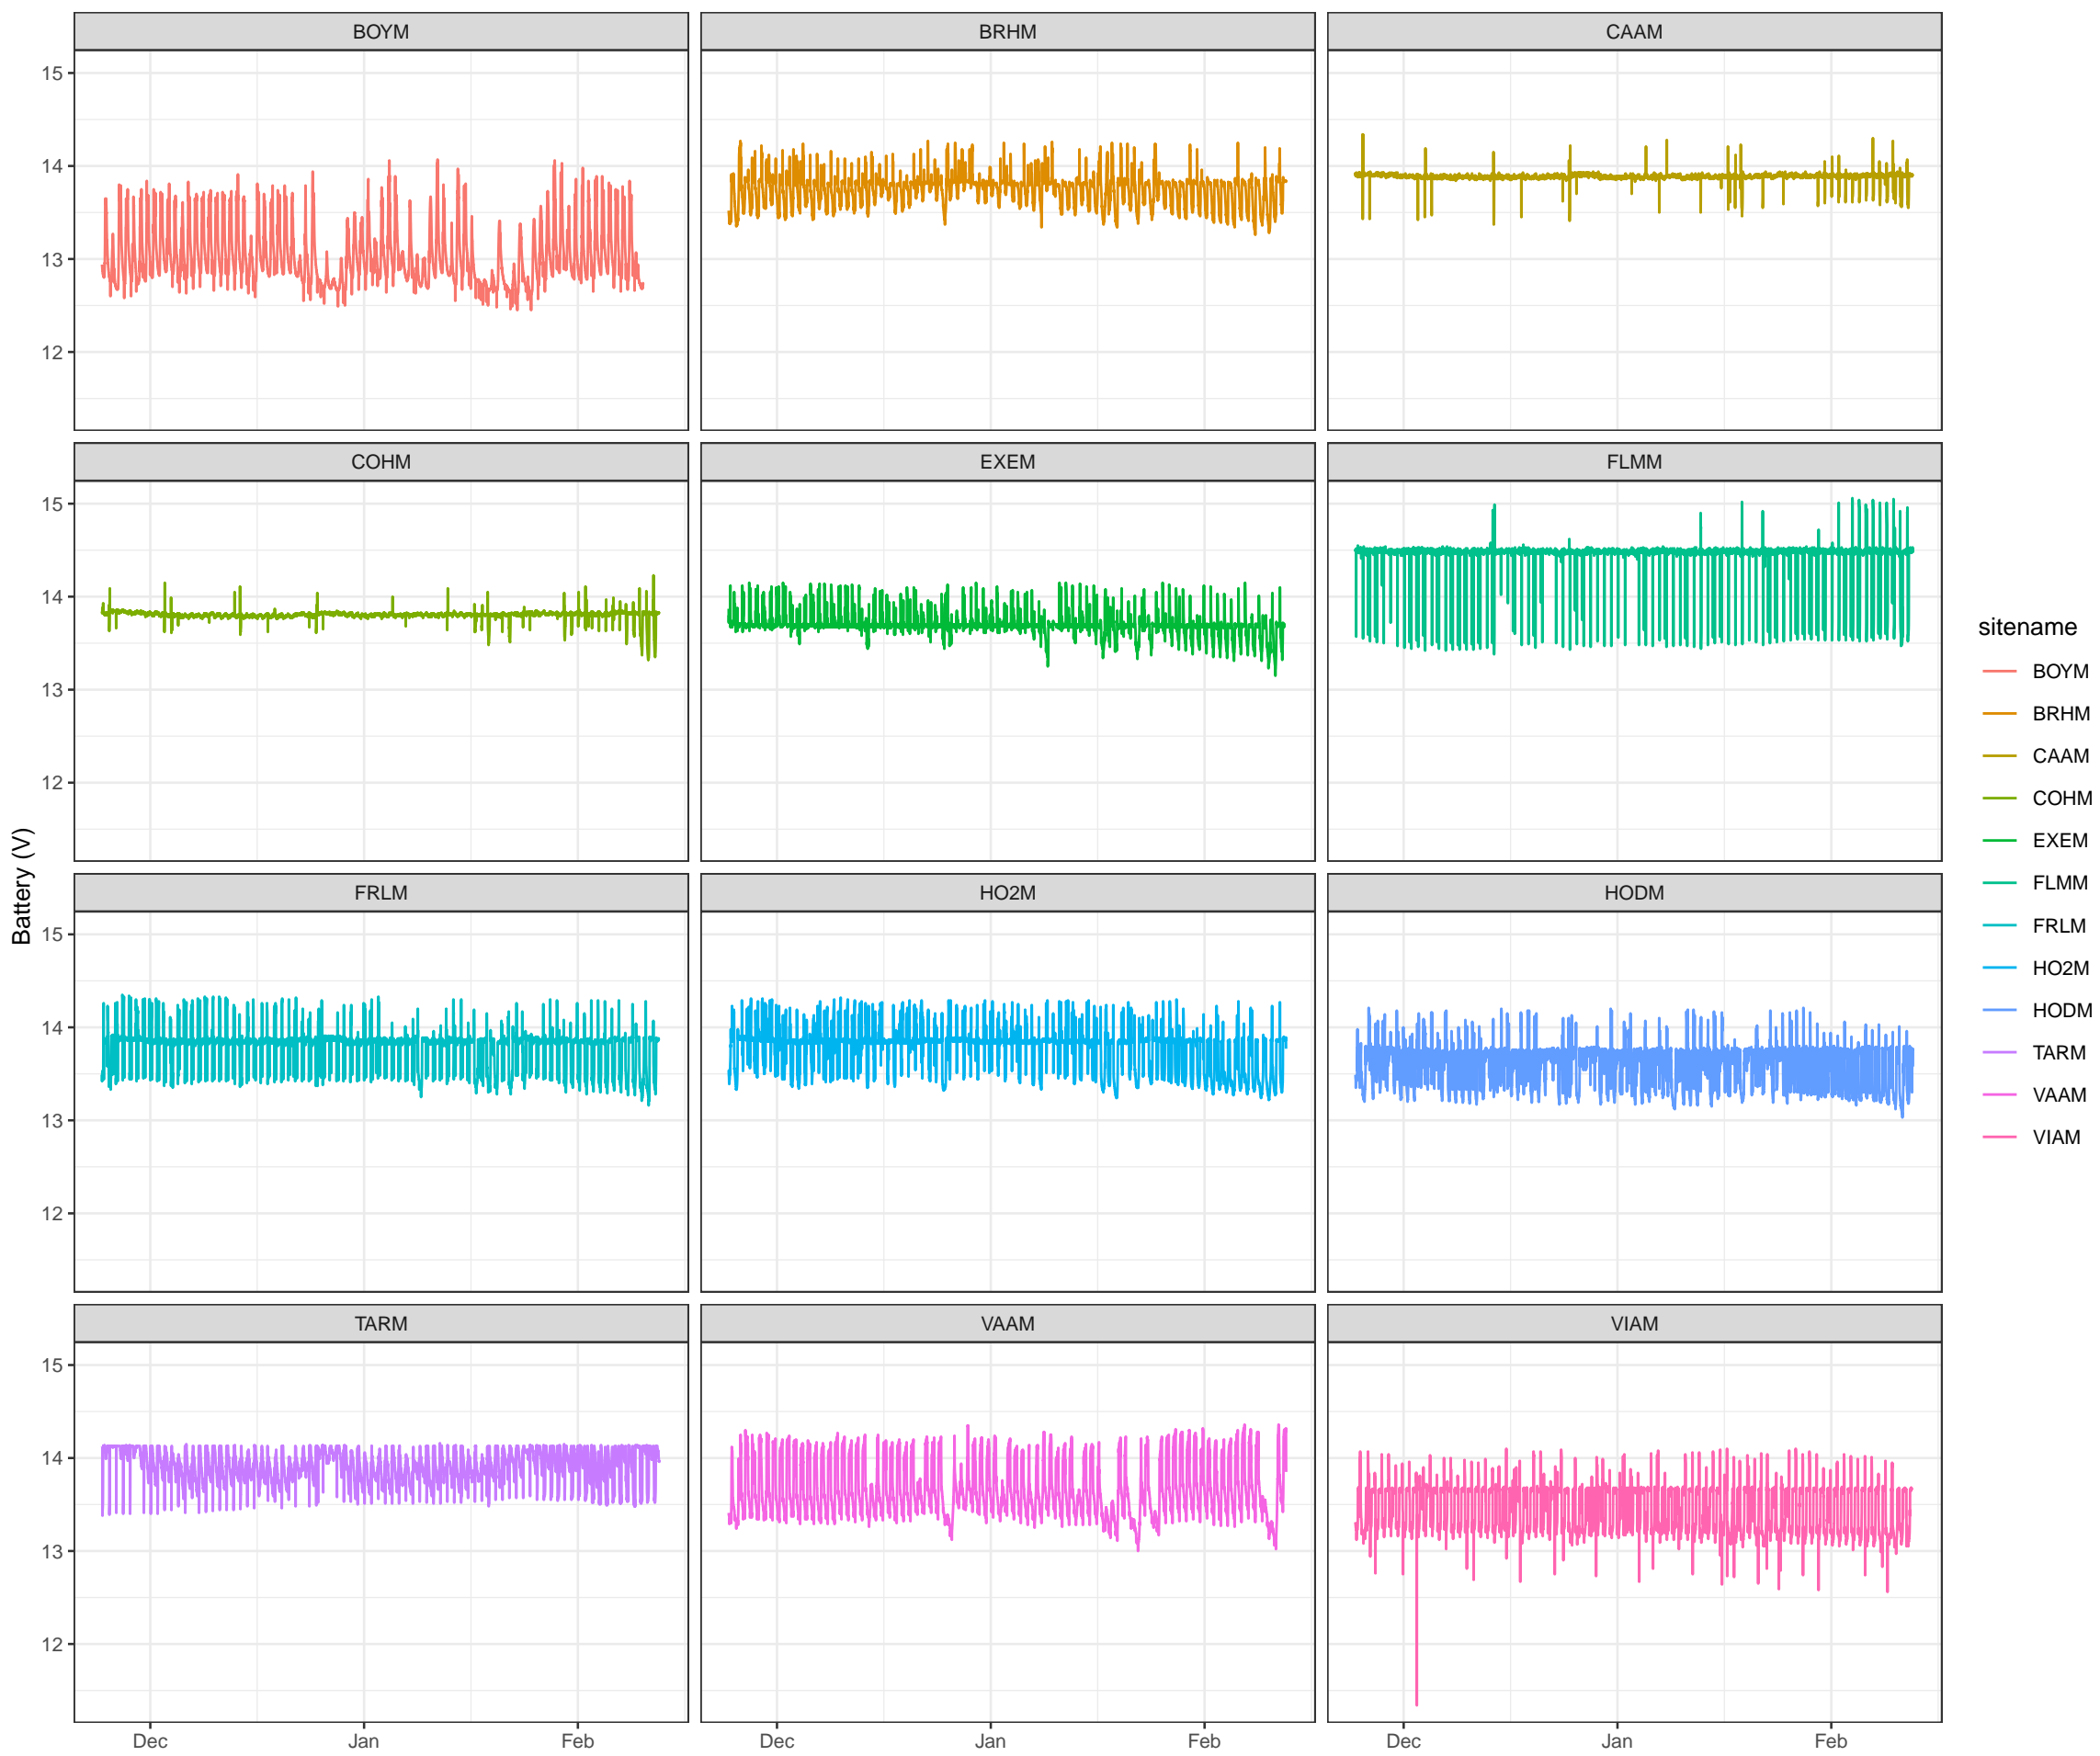 BOYM BRHM CAAM
15
14
13
12
COHM EXEM FLMM
15
14
13
12
FRLM HO2M HODM
15
14
13
12
TARM VAAM VIAM
15
14
13
12
Dec Jan Feb Dec Jan Feb Dec Jan Feb
Battery (V)
sitename
BOYM
BRHM
CAAM
COHM
EXEM
FLMM
FRLM
HO2M
HODM
TARM
VAAM
VIAM